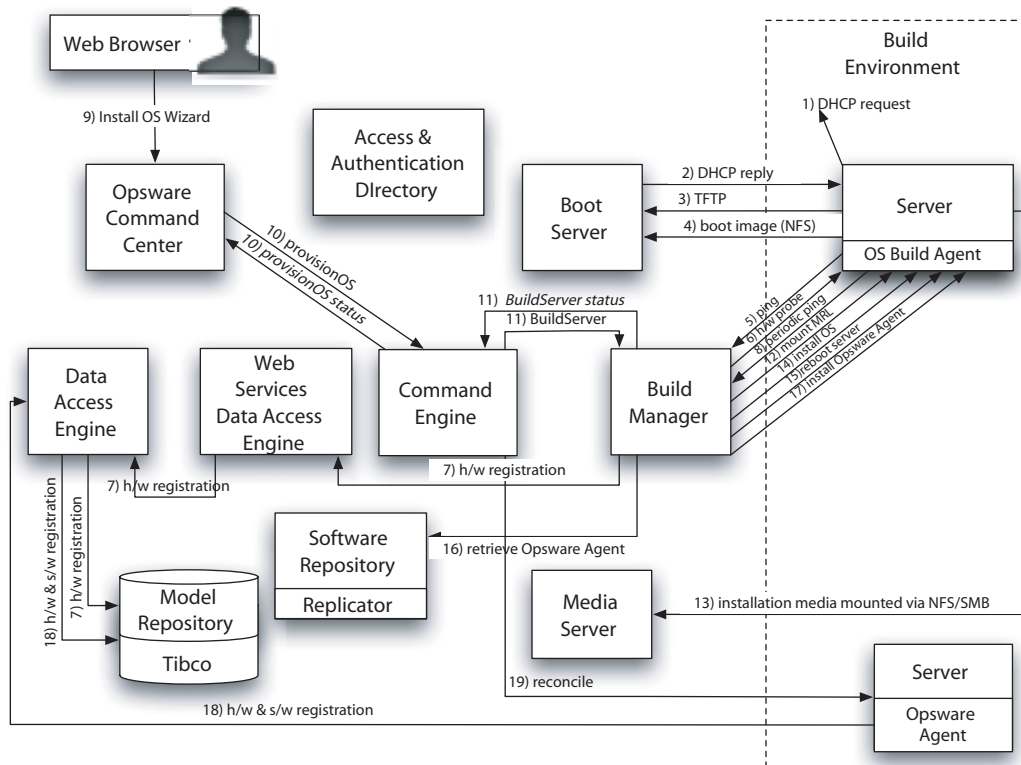 Web Browser
9) Install OS Wizard
Opsware
Command
Center
Access &
Authentication
DIrectory
Build
Environment
1) DHCP request
Boot
Server
2) DHCP reply
3) TFTP
4) boot image (NFS)
Server
OS Build Agent
10) provisionOS
10) provisionOS status
11) BuildServer status
11) BuildServer
5) ping
6) h/w probe
8) periodic ping
12) mount MRL
14) install OS
15)reboot server
17) install Opsware Agent
Data
Access
Engine
Web
Services
Data Access
Engine
Command
Engine
Build
Manager
7) h/w registration
7) h/w registration
18) h/w & s/w registration
7) h/w registration
Software
Repository
Replicator
16) retrieve Opsware Agent
Model
Repository
Tibco
Media
Server
13) installation media mounted via NFS/SMB
19) reconcile
18) h/w & s/w registration
Server
Opsware
Agent